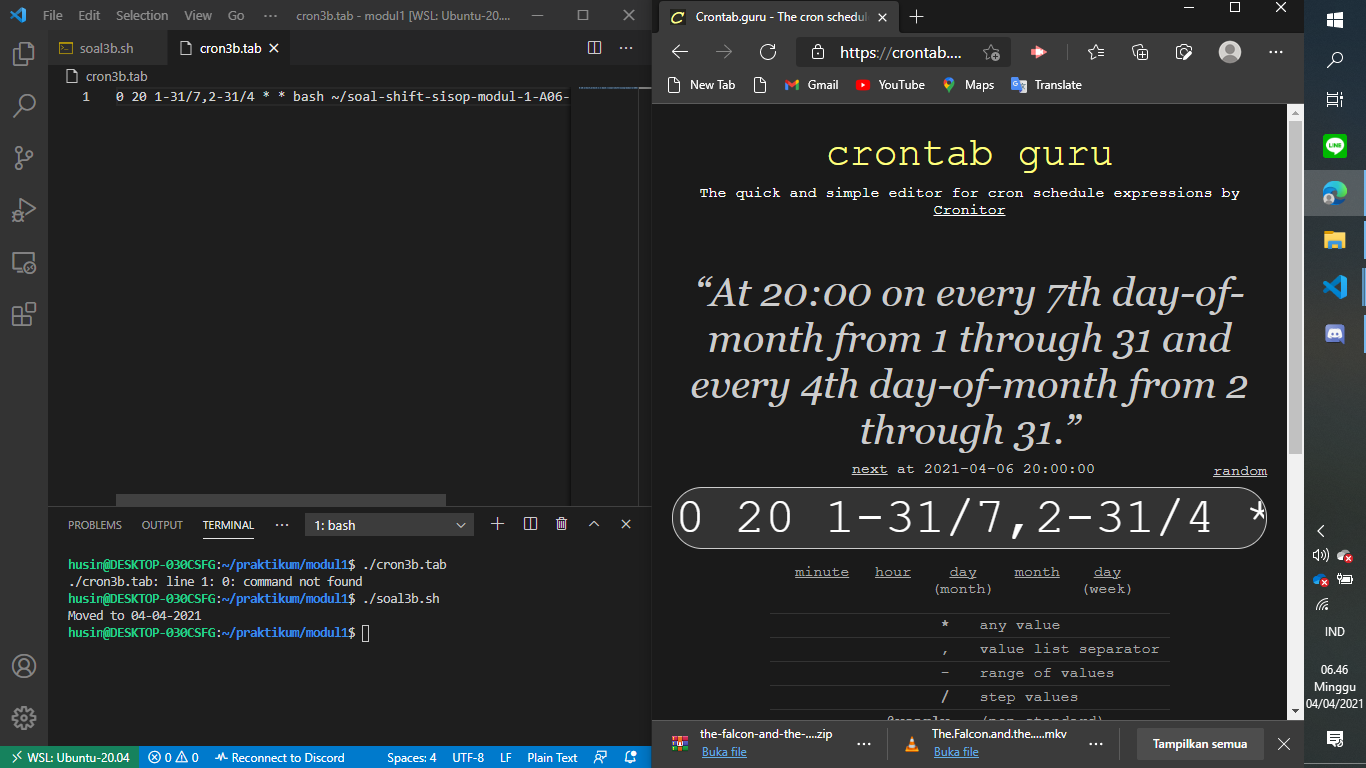 File Edit Selection View Go ··· cron3b.tab - modul1 [WSL: Ubuntu-20....
soal3b.sh cron3b.tab
cron3b.tab
1 0 20 1-31/7,2-31/4 * * bash ~/soal-shift-sisop-modul-1-A06-
PROBLEMS OUTPUT TERMINAL ··· 1: bash
husin@DESKTOP-030CSFG:~/praktikum/modul1$ ./cron3b.tab
./cron3b.tab: line 1: 0: command not found
husin@DESKTOP-030CSFG:~/praktikum/modul1$ ./soal3b.sh
Moved to 04-04-2021
husin@DESKTOP-030CSFG:~/praktikum/modul1$
WSL: Ubuntu-20.04 0 0 Reconnect to Discord Spaces: 4 UTF-8 LF Plain Text
Crontab.guru - The cron schedul
https://crontab....
New Tab Gmail YouTube Maps Translate
crontab guru
The quick and simple editor for cron schedule expressions by
Cronitor
“At 20:00 on every 7th day-of-
month from 1 through 31 and
every 4th day-of-month from 2
through 31.”
next at 2021-04-06 20:00:00
random
0 20 1-31/7,2-31/4 *
minute hour day month day
(month) (week)
* any value
, value list separator
- range of values
/ step values
the-falcon-and-the-....zip
Buka file
The.Falcon.and.the.....mkv
Buka file
Tampilkan semua
LINE
IND
06.46
Minggu
04/04/2021